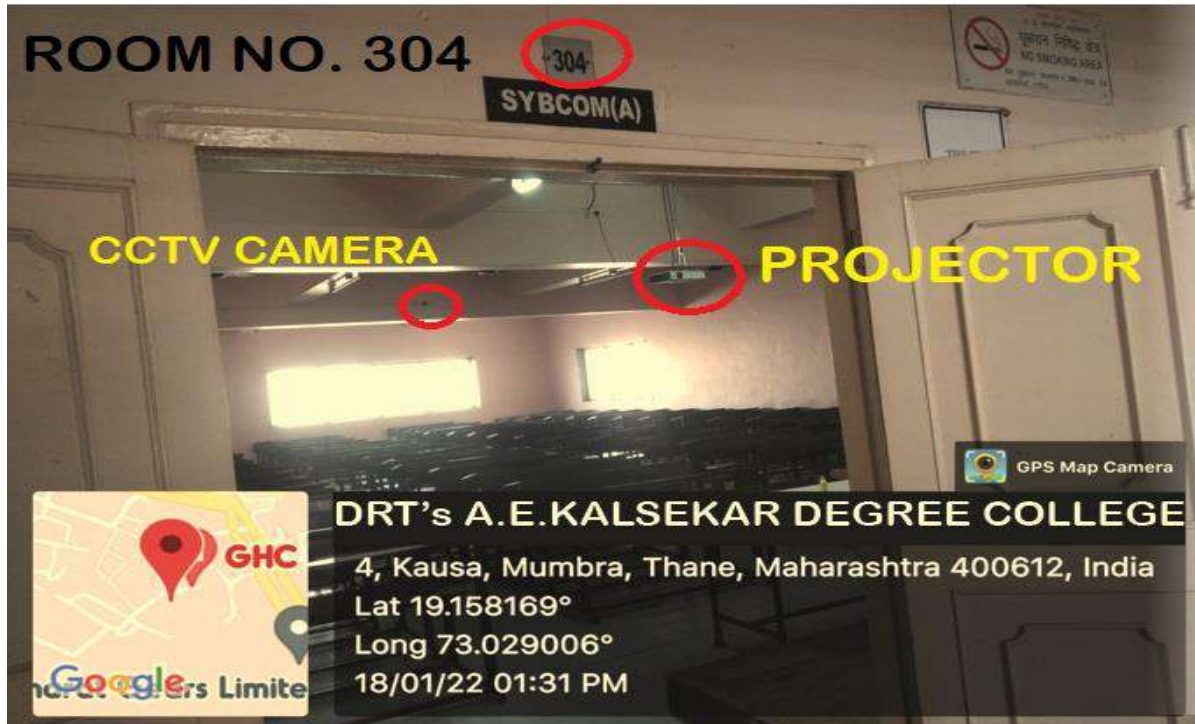 ROOM NO. 304
304
SYBCOM(A)
धूम्रपान निषिद्ध क्षेत्र
NO SMOKING AREA
CCTV CAMERA
PROJECTOR
GPS Map Camera
GHC
DRT's A.E.KALSEKAR DEGREE COLLEGE
4, Kausa, Mumbra, Thane, Maharashtra 400612, India
Lat 19.158169°
Long 73.029006°
18/01/22 01:31 PM
Google
Limite